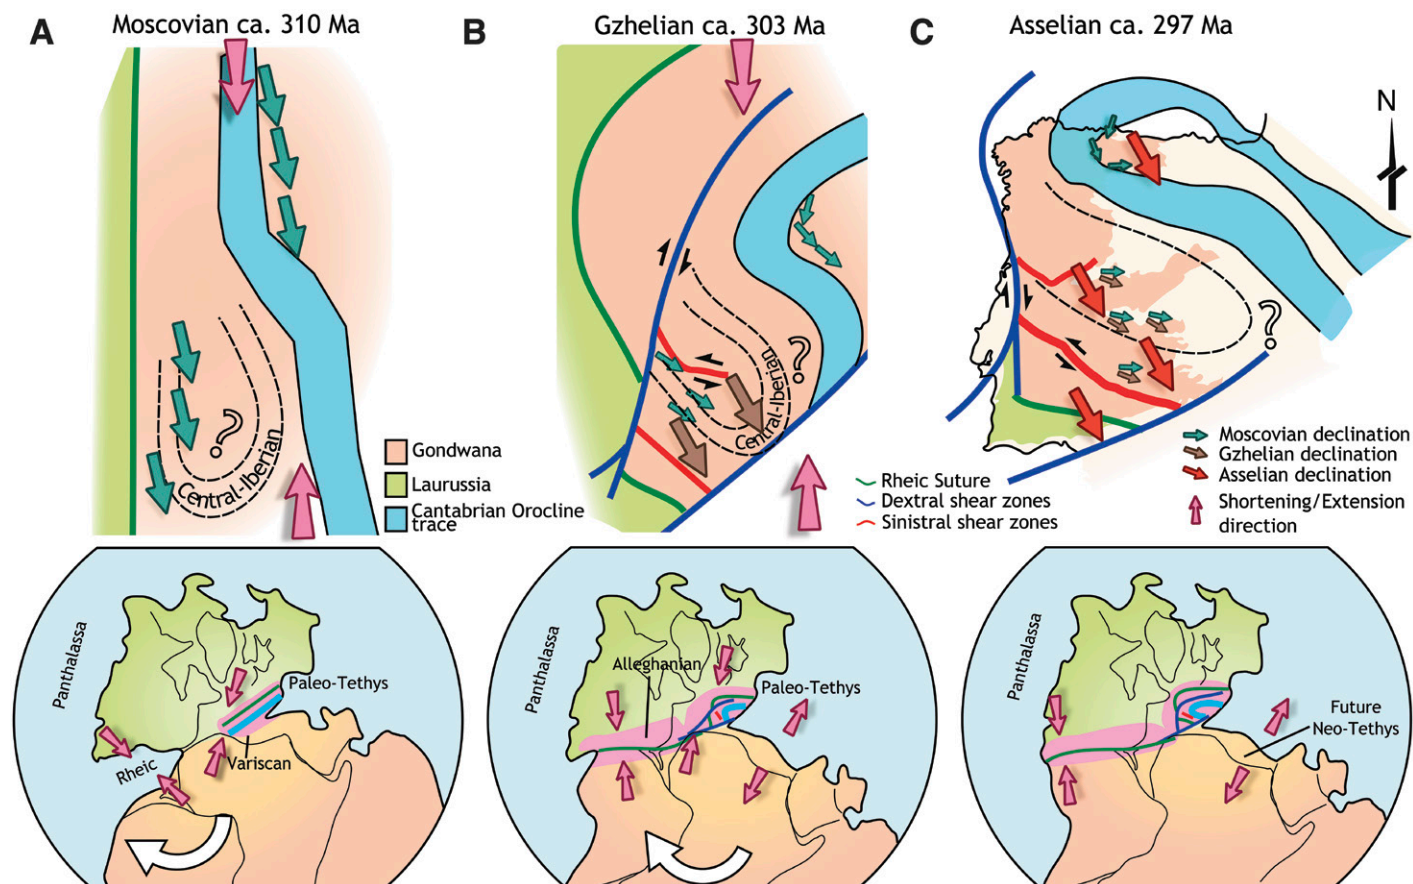 A
Moscovian ca. 310 Ma
B
Gzhelian ca. 303 Ma
C
Asselian ca. 297 Ma
N
?
Central-Iberian
?
Central-Iberian
?
Gondwana
Laurussia
Cantabrian Orocline
trace
Rheic Suture
Dextral shear zones
Sinistral shear zones
Moscovian declination
Gzhelian declination
Asselian declination
Shortening/Extension
direction
Panthalassa
Paleo-Tethys
Rheic
Variscan
Panthalassa
Alleghanian
Paleo-Tethys
Panthalassa
Future
Neo-Tethys